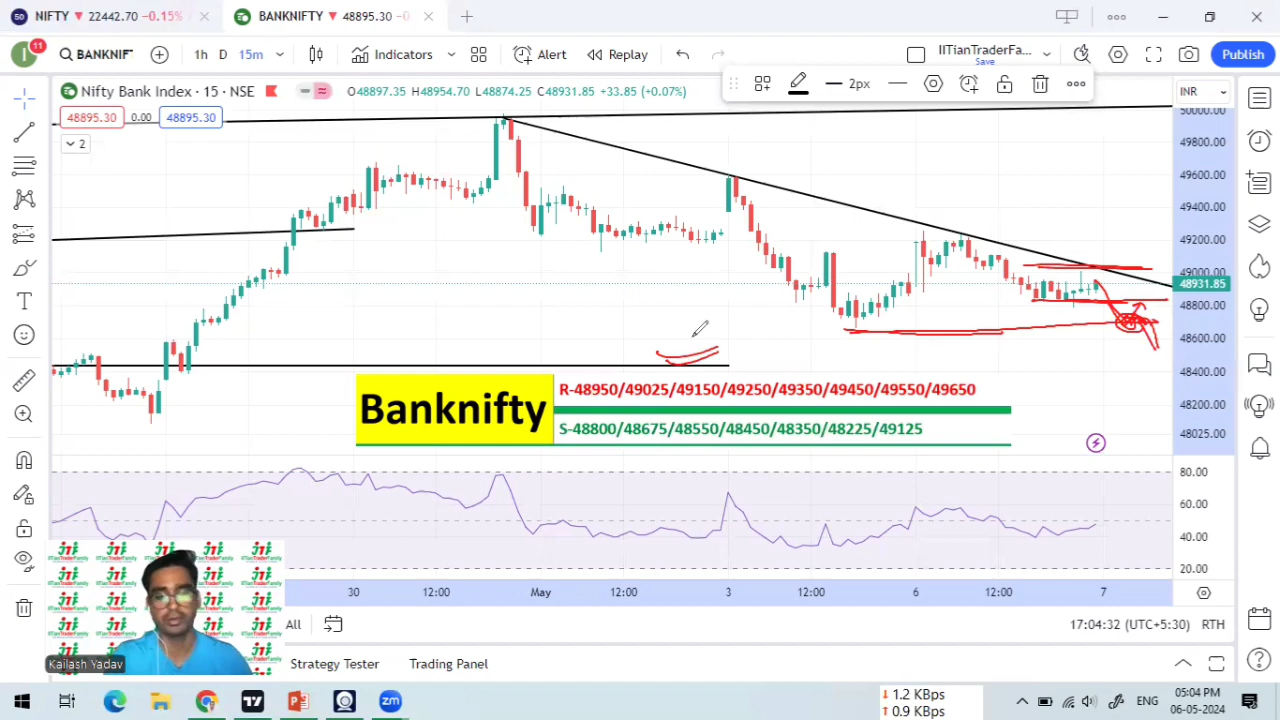 NIFTY ▼ 22442.70 −0.15%
BANKNIFTY ▼ 48895.30 −0
11
BANKNIF
1h D 15m
Indicators
Alert
Replay
IITianTraderFa...
Save
Publish
Nifty Bank Index · 15 · NSE
O48897.35 H48954.70 L48874.25 C48931.85 +33.85 (+0.07%)
2px
INR
48895.30 0.00 48895.30
2
50000.00
49800.00
49600.00
49400.00
49200.00
49000.00
48931.85
48800.00
48600.00
48400.00
48200.00
48025.00
Banknifty
R-48950/49025/49150/49250/49350/49450/49550/49650
S-48800/48675/48550/48450/48350/48225/49125
80.00
60.00
40.00
20.00
30 12:00 May 12:00 3 12:00 6 12:00 7
All
17:04:32 (UTC+5:30) RTH
Kailash Yadav
Strategy Tester Trading Panel
zm
1.2 KBps
0.9 KBps
ENG
05:04 PM
06-05-2024